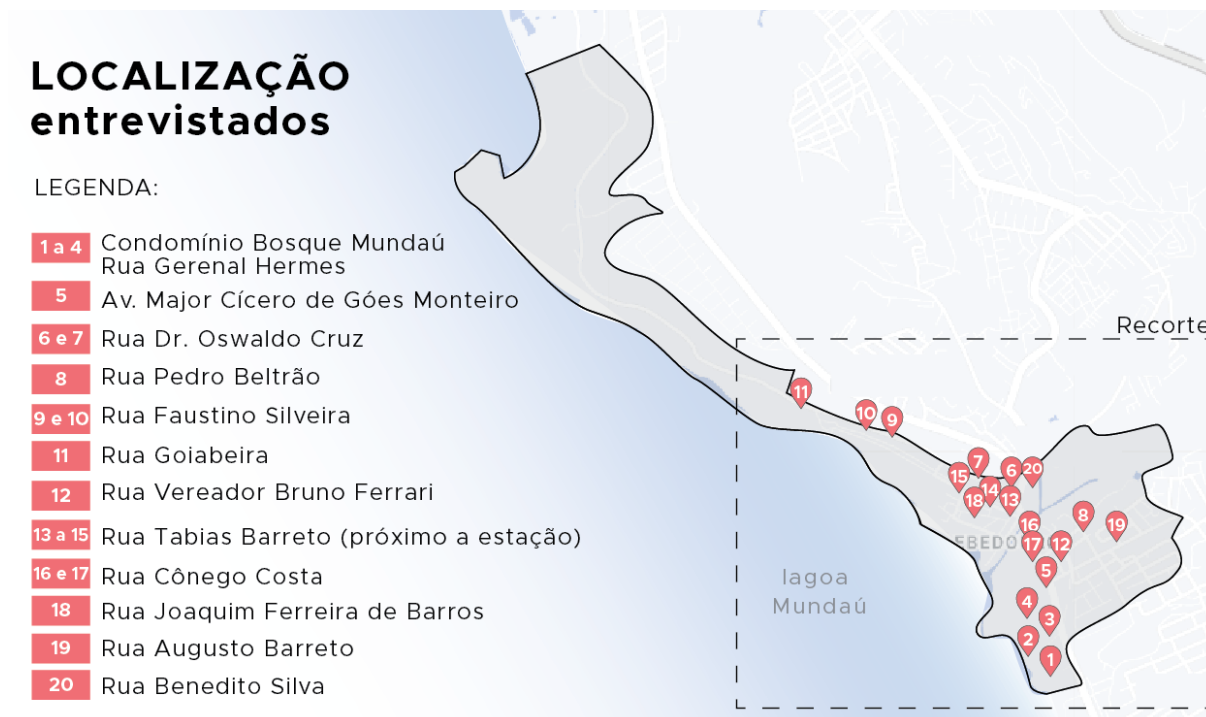 LOCALIZAÇÃO
entrevistados
LEGENDA:
1 a 4 Condomínio Bosque Mundaú
Rua Gerenal Hermes
5 Av. Major Cícero de Góes Monteiro
6 e 7 Rua Dr. Oswaldo Cruz
8 Rua Pedro Beltrão
9 e 10 Rua Faustino Silveira
11 Rua Goiabeira
12 Rua Vereador Bruno Ferrari
13 a 15 Rua Tabias Barreto (próximo a estação)
16 e 17 Rua Cônego Costa
18 Rua Joaquim Ferreira de Barros
19 Rua Augusto Barreto
20 Rua Benedito Silva
Recorte
11
10
9
7
6
20
15
14
18
13
16
8
19
17
12
5
4
3
2
1
lagoa
Mundaú